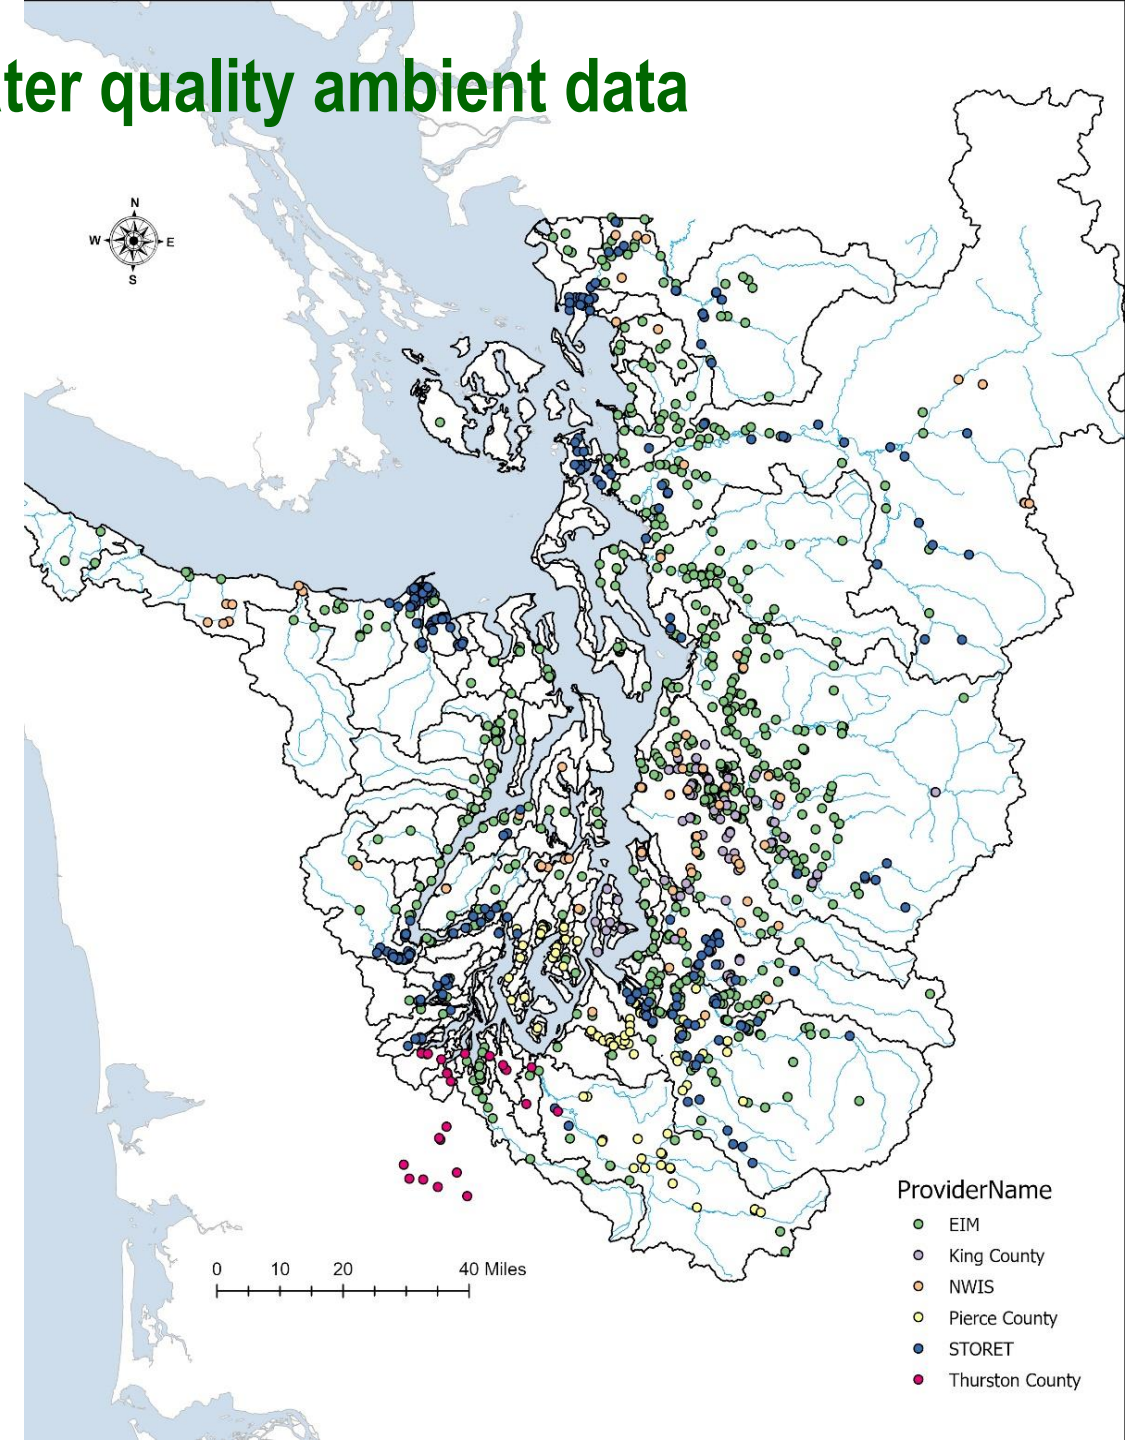 ter quality ambient data
N
W E
S
ProviderName
EIM
King County
NWIS
Pierce County
STORET
Thurston County
0 10 20 40 Miles